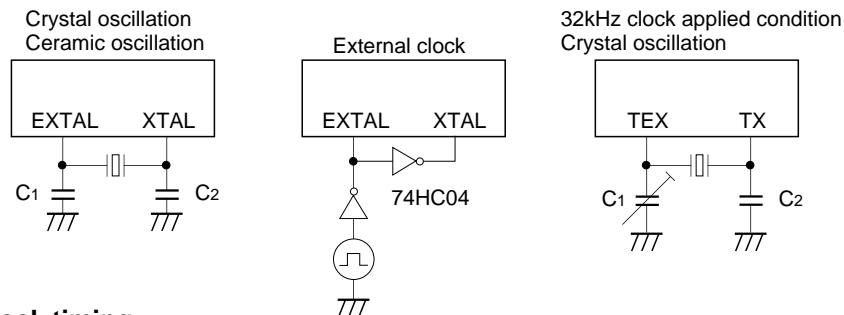 Crystal oscillation
Ceramic oscillation
EXTAL XTAL
C1 C2
External clock
EXTAL XTAL
74HC04
32kHz clock applied condition
Crystal oscillation
TEX TX
C1 C2